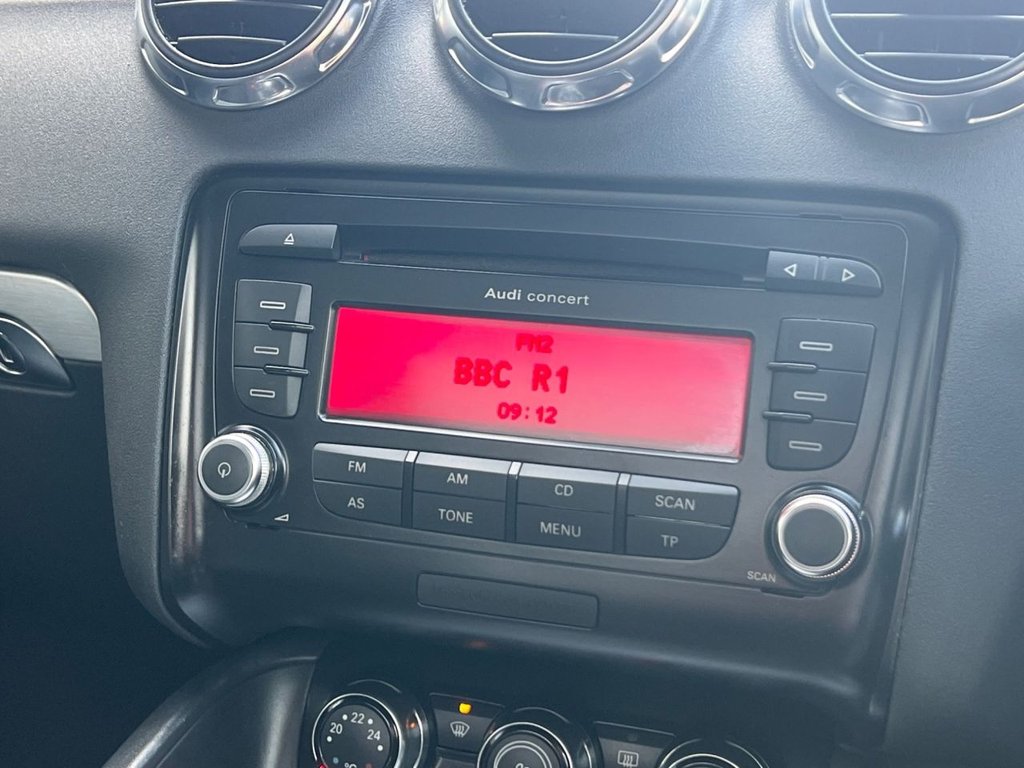 Audi concert
FM2
BBC R1
09:12
FM AM CD SCAN
AS TONE MENU TP
SCAN
22
20 24
°C